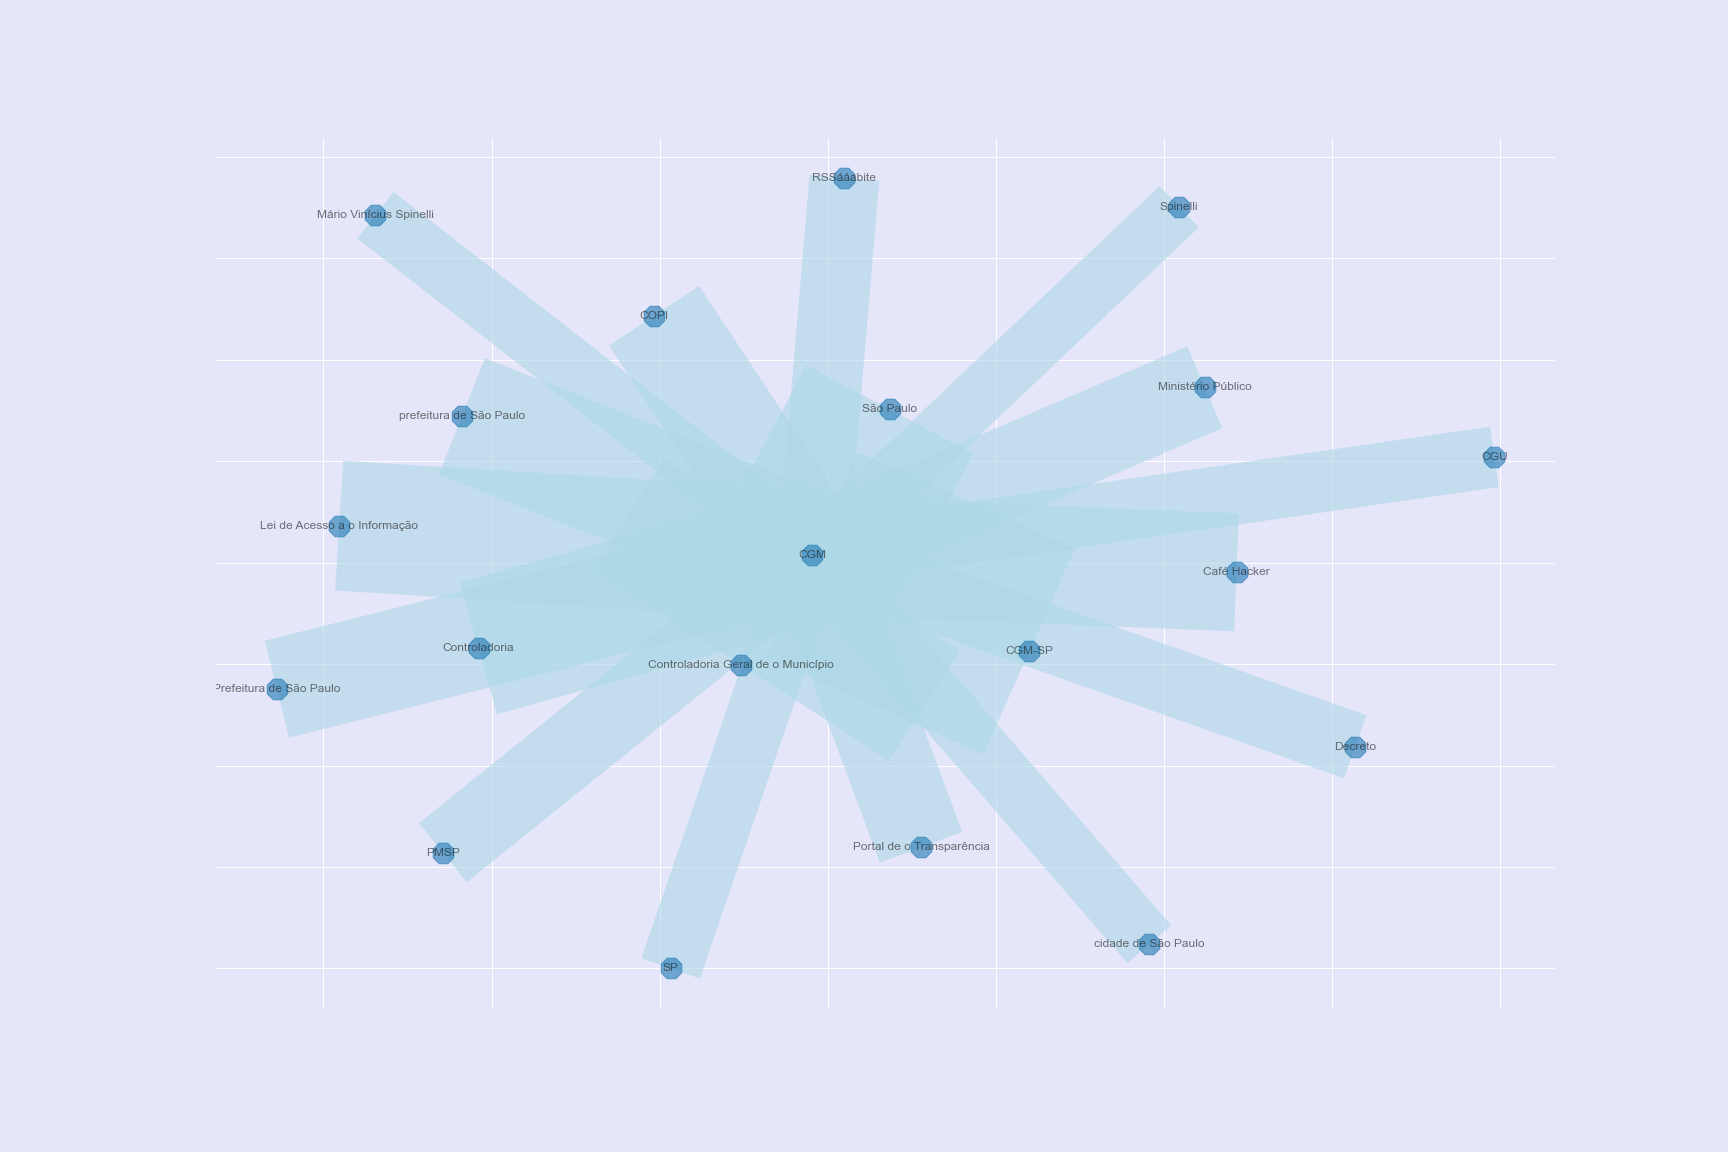 RSSáâàbite
Spinelli
Mário Vinícius Spinelli
COPI
Ministério Público
São Paulo
prefeitura de São Paulo
CGU
Lei de Acesso a o Informação
CGM
Café Hacker
Controladoria
CGM-SP
Controladoria Geral de o Município
Prefeitura de São Paulo
Decreto
Portal de o Transparência
PMSP
cidade de São Paulo
SP